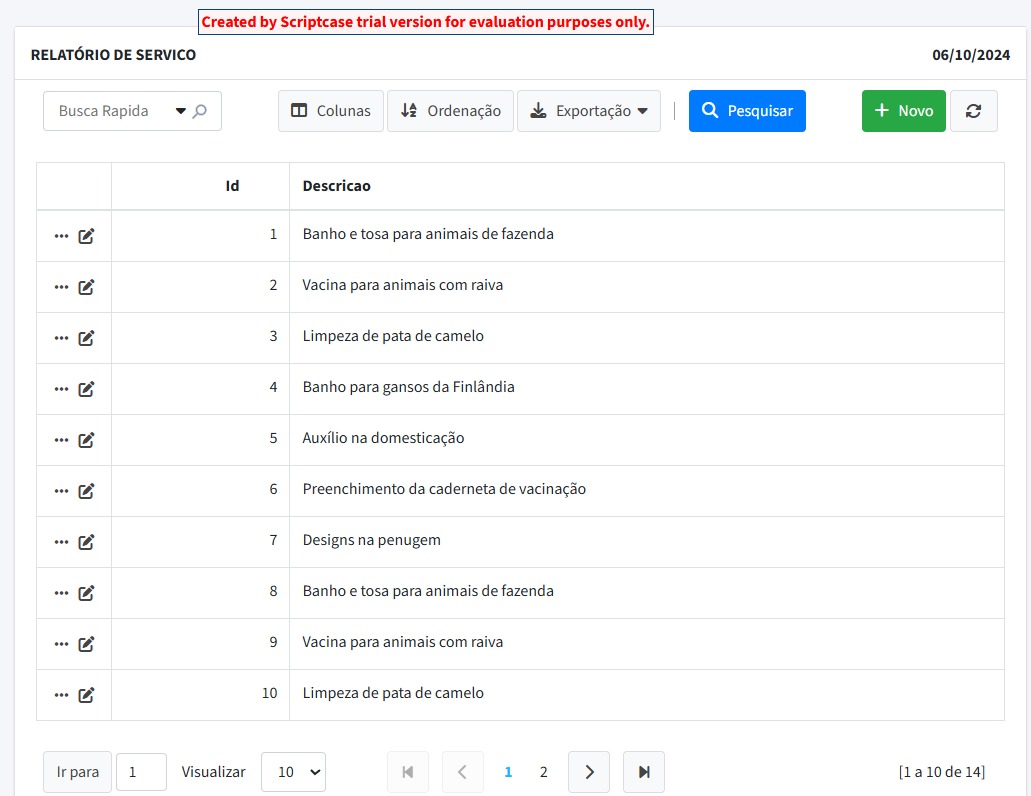 Created by Scriptcase trial version for evaluation purposes only.
RELATÓRIO DE SERVICO 06/10/2024
Busca Rapida Colunas Ordenação Exportação Pesquisar Novo
Id Descricao
1 Banho e tosa para animais de fazenda
2 Vacina para animais com raiva
3 Limpeza de pata de camelo
4 Banho para gansos da Finlândia
5 Auxílio na domesticação
6 Preenchimento da caderneta de vacinação
7 Designs na penugem
8 Banho e tosa para animais de fazenda
9 Vacina para animais com raiva
10 Limpeza de pata de camelo
Ir para 1 Visualizar 10 1 2 [1 a 10 de 14]